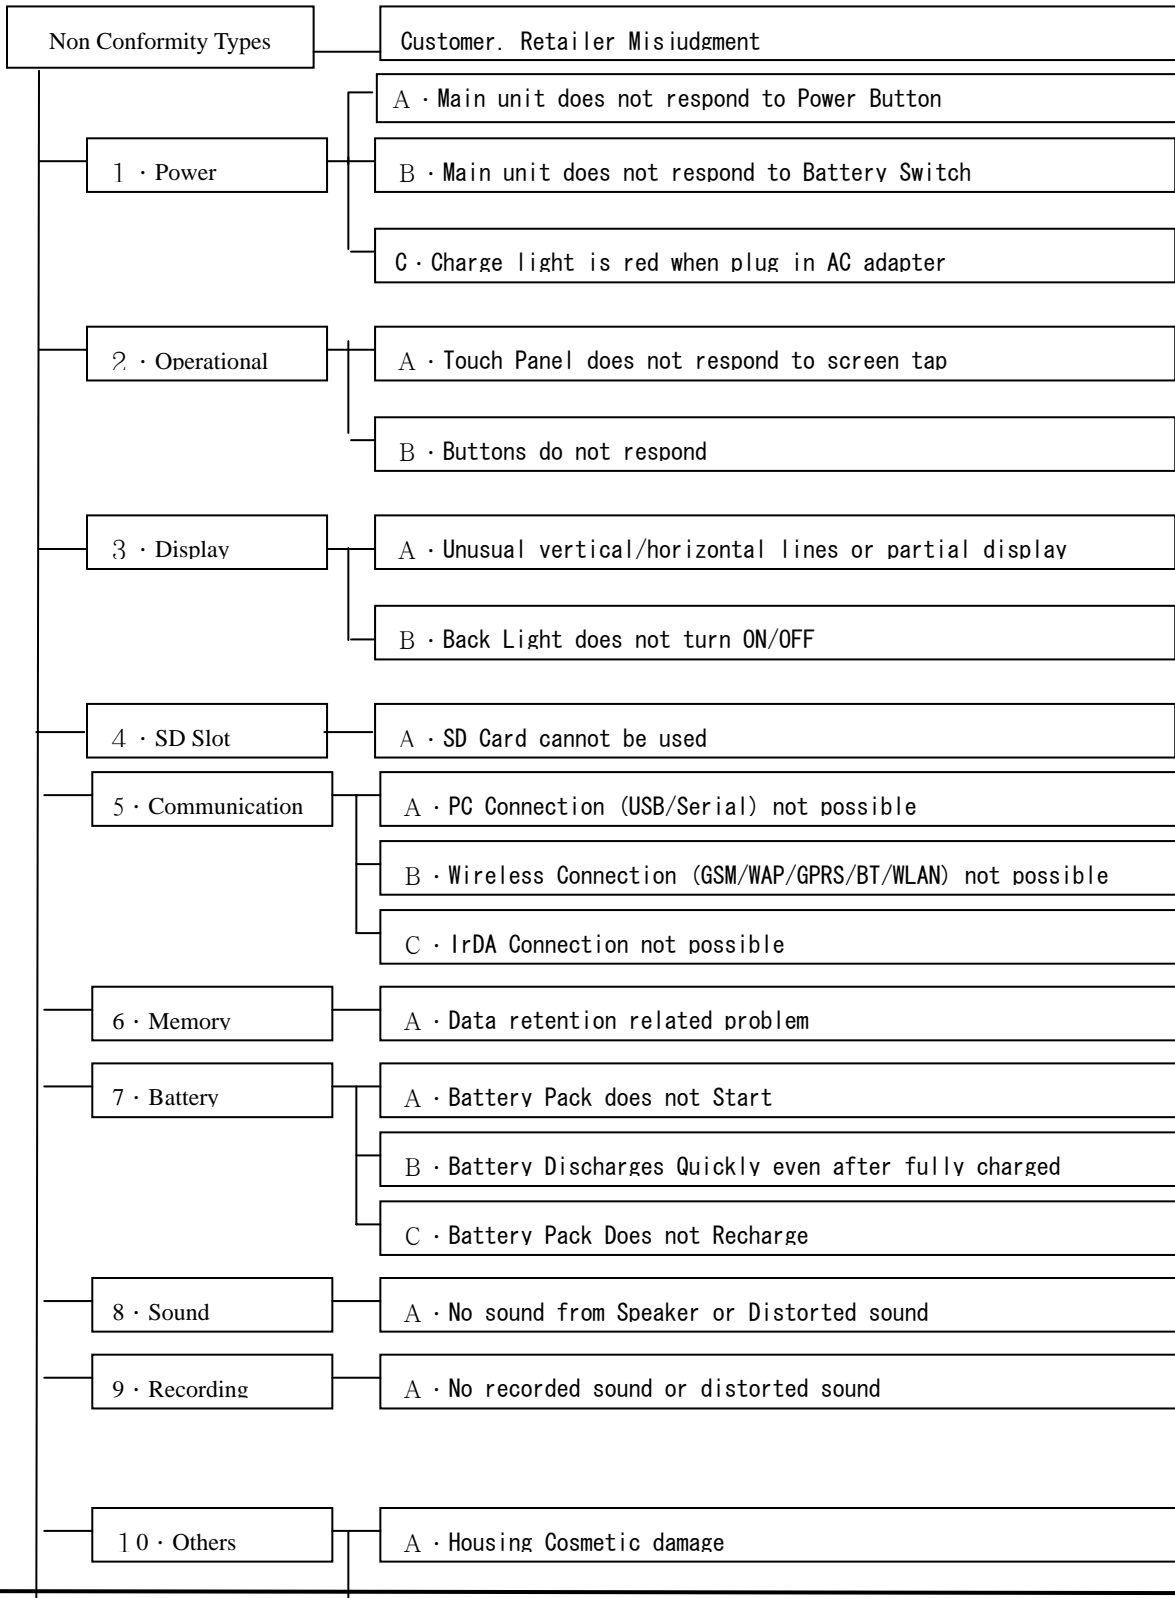 Non Conformity Types
Customer. Retailer Misjudgment
A・Main unit does not respond to Power Button
1・Power
B・Main unit does not respond to Battery Switch
C・Charge light is red when plug in AC adapter
2・Operational
A・Touch Panel does not respond to screen tap
B・Buttons do not respond
3・Display
A・Unusual vertical/horizontal lines or partial display
B・Back Light does not turn ON/OFF
4・SD Slot
A・SD Card cannot be used
5・Communication
A・PC Connection (USB/Serial) not possible
B・Wireless Connection (GSM/WAP/GPRS/BT/WLAN) not possible
C・IrDA Connection not possible
6・Memory
A・Data retention related problem
7・Battery
A・Battery Pack does not Start
B・Battery Discharges Quickly even after fully charged
C・Battery Pack Does not Recharge
8・Sound
A・No sound from Speaker or Distorted sound
9・Recording
A・No recorded sound or distorted sound
10・Others
A・Housing Cosmetic damage